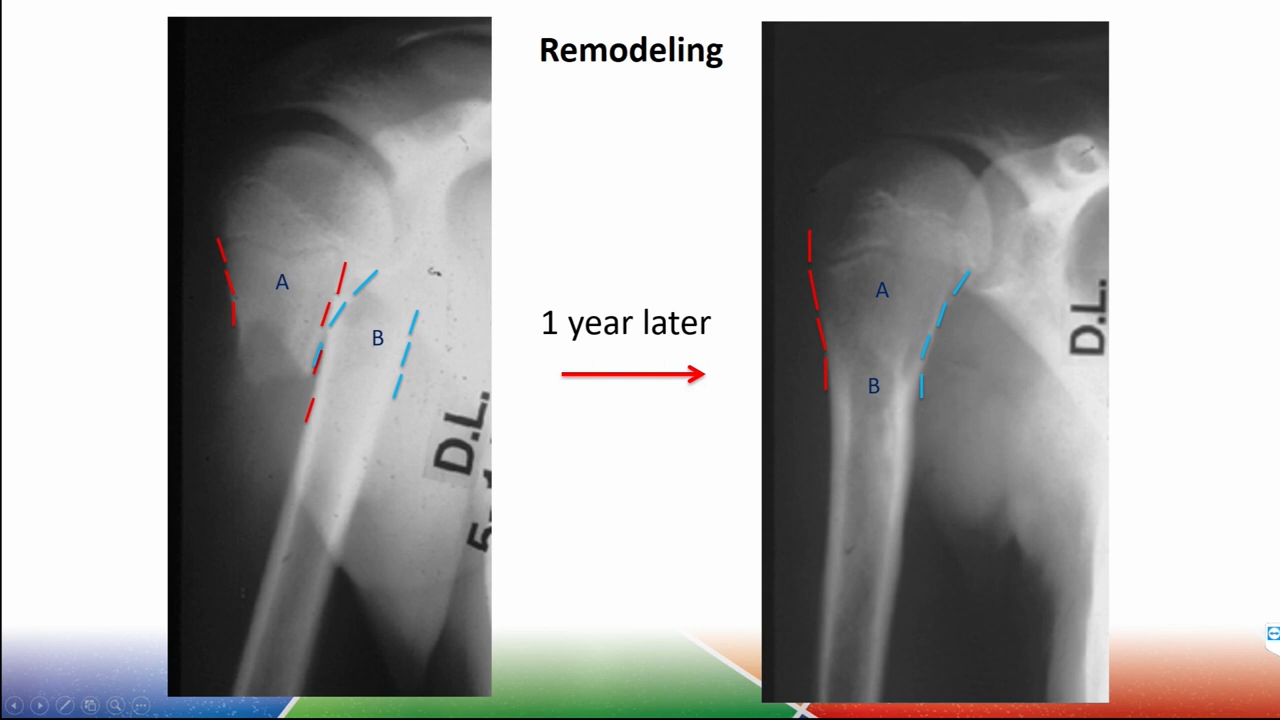 Remodeling
A
B
D.L.
1 year later
A
B
D.L.